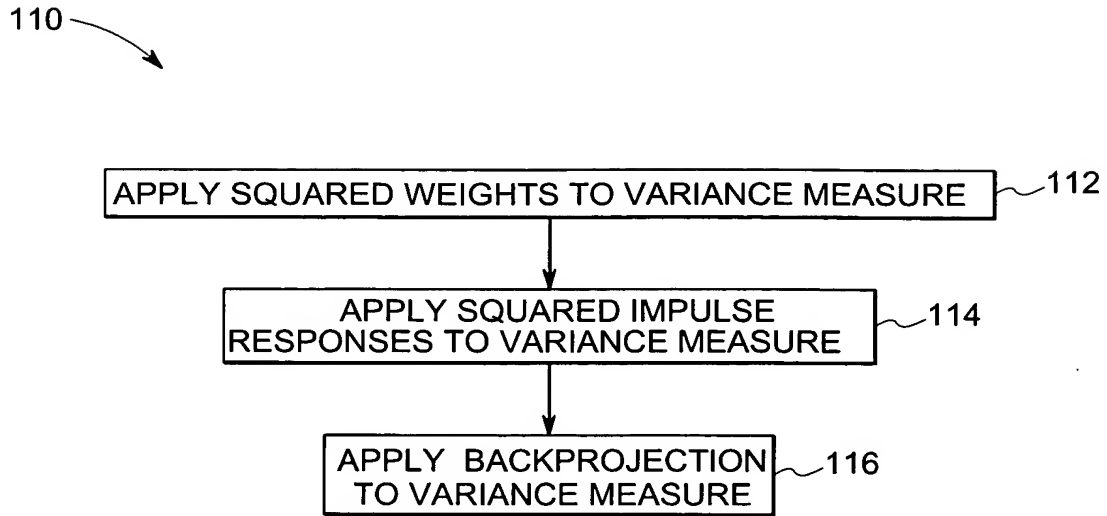 110
APPLY SQUARED WEIGHTS TO VARIANCE MEASURE
112
APPLY SQUARED IMPULSE
RESPONSES TO VARIANCE MEASURE
114
APPLY BACKPROJECTION
TO VARIANCE MEASURE
116